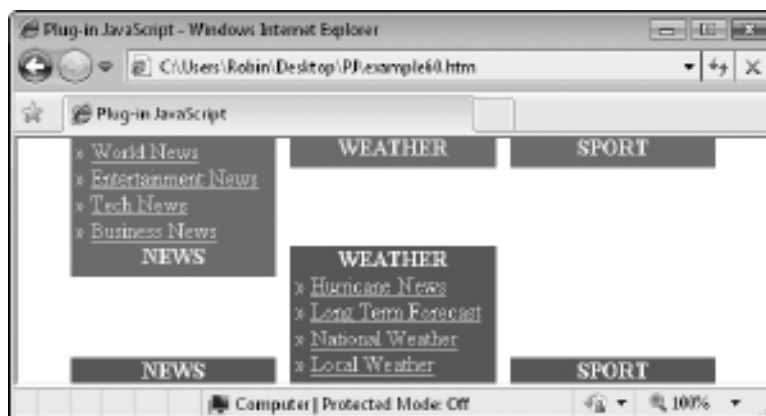 Plug-in JavaScript - Windows Internet Explorer
C:\Users\Robin\Desktop\PJ\example60.htm
Plug-in JavaScript
» World News
» Entertainment News
» Tech News
» Business News
NEWS
WEATHER
SPORT
WEATHER
» Hurricane News
» Long Term Forecast
» National Weather
» Local Weather
NEWS
SPORT
Computer | Protected Mode: Off
100%